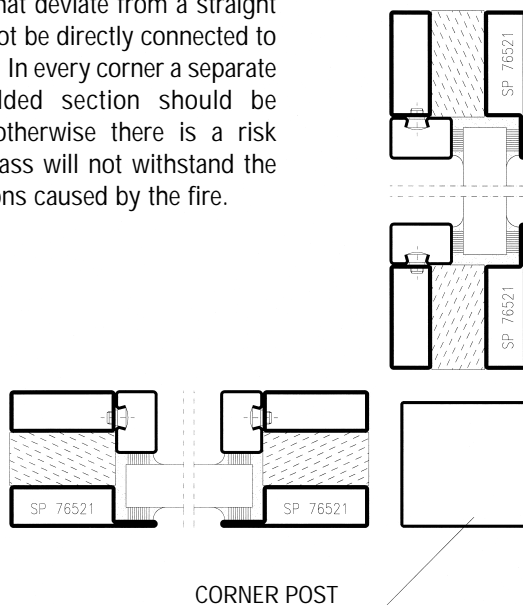 hat deviate from a straight
ot be directly connected to
. In every corner a separate
lded section should be
otherwise there is a risk
ass will not withstand the
ons caused by the fire.
SP 76521
SP 76521
SP 76521
SP 76521
CORNER POST